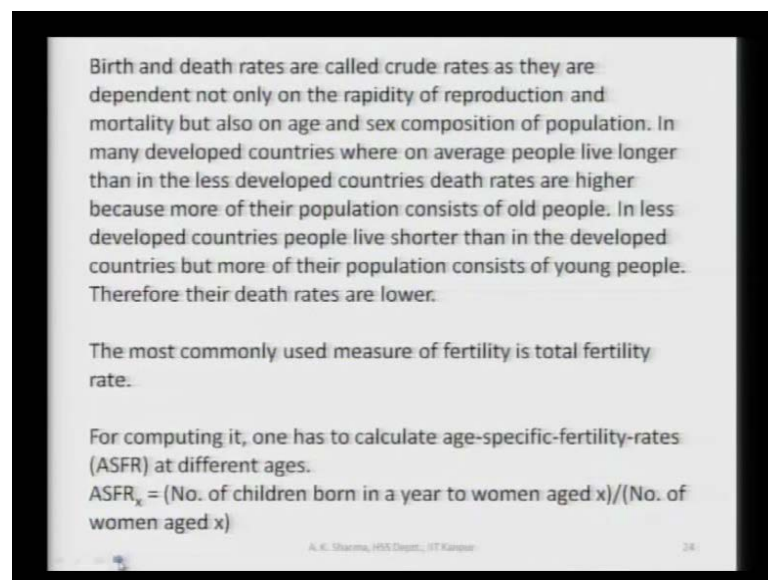 Birth and death rates are called crude rates as they are
dependent not only on the rapidity of reproduction and
mortality but also on age and sex composition of population. In
many developed countries where on average people live longer
than in the less developed countries death rates are higher
because more of their population consists of old people. In less
developed countries people live shorter than in the developed
countries but more of their population consists of young people.
Therefore their death rates are lower.
The most commonly used measure of fertility is total fertility
rate.
For computing it, one has to calculate age-specific-fertility-rates
(ASFR) at different ages.
ASFRₓ = (No. of children born in a year to women aged x)/(No. of
women aged x)
A. K. Sharma, HSS Deptt., IIT Kanpur 24